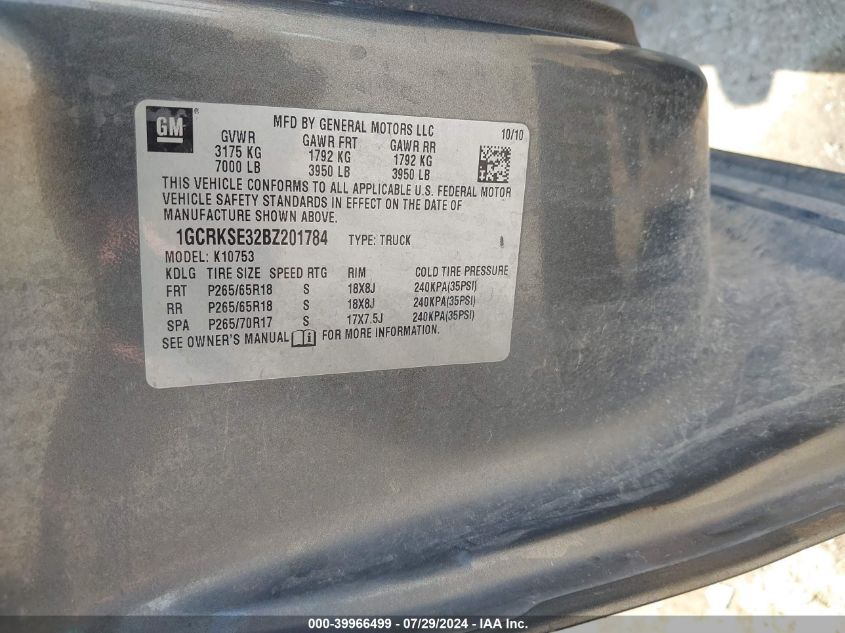 GM
MFD BY GENERAL MOTORS LLC 10/10
GVWR GAWR FRT GAWR RR
3175 KG 1792 KG 1792 KG
7000 LB 3950 LB 3950 LB
THIS VEHICLE CONFORMS TO ALL APPLICABLE U.S. FEDERAL MOTOR
VEHICLE SAFETY STANDARDS IN EFFECT ON THE DATE OF
MANUFACTURE SHOWN ABOVE.
1GCRKSE32BZ201784 TYPE: TRUCK
MODEL: K10753
KDLG TIRE SIZE SPEED RTG RIM COLD TIRE PRESSURE
FRT P265/65R18 S 18X8J 240KPA(35PSI)
RR P265/65R18 S 18X8J 240KPA(35PSI)
SPA P265/70R17 S 17X7.5J 240KPA(35PSI)
SEE OWNER'S MANUAL FOR MORE INFORMATION.
000-39966499 - 07/29/2024 - IAA Inc.